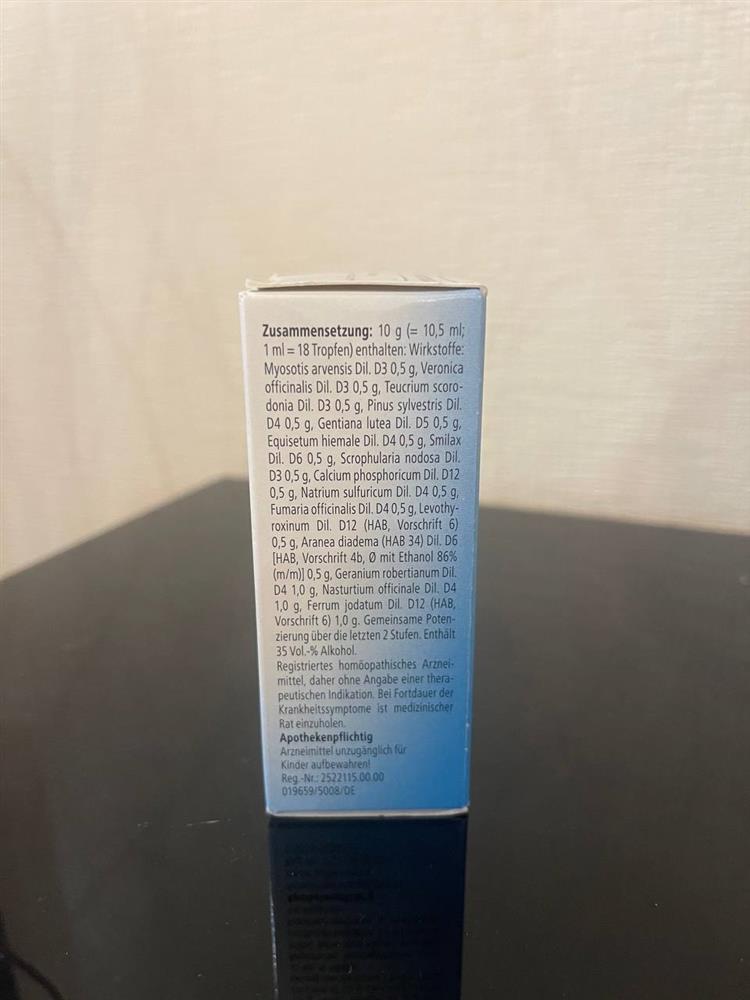 Zusammensetzung: 10 g (= 10,5 ml;
1 ml = 18 Tropfen) enthalten: Wirkstoffe:
Myosotis arvensis Dil. D3 0,5 g, Veronica
officinalis Dil. D3 0,5 g, Teucrium scoro-
donia Dil. D3 0,5 g, Pinus sylvestris Dil.
D4 0,5 g, Gentiana lutea Dil. D5 0,5 g,
Equisetum hiemale Dil. D4 0,5 g, Smilax
Dil. D6 0,5 g, Scrophularia nodosa Dil.
D3 0,5 g, Calcium phosphoricum Dil. D12
0,5 g, Natrium sulfuricum Dil. D4 0,5 g,
Fumaria officinalis Dil. D4 0,5 g, Levothy-
roxinum Dil. D12 (HAB, Vorschrift 6)
0,5 g, Aranea diadema (HAB 34) Dil. D6
[HAB, Vorschrift 4b, Ø mit Ethanol 86%
(m/m)] 0,5 g, Geranium robertianum Dil.
D4 1,0 g, Nasturtium officinale Dil. D4
1,0 g, Ferrum jodatum Dil. D12 (HAB,
Vorschrift 6) 1,0 g. Gemeinsame Poten-
zierung über die letzten 2 Stufen. Enthält
35 Vol.-% Alkohol.
Registriertes homöopathisches Arznei-
mittel, daher ohne Angabe einer thera-
peutischen Indikation. Bei Fortdauer der
Krankheitssymptome ist medizinischer
Rat einzuholen.
Apothekenpflichtig
Arzneimittel unzugänglich für
Kinder aufbewahren!
Reg.-Nr.: 2522115.00.00
019659/5008/DE